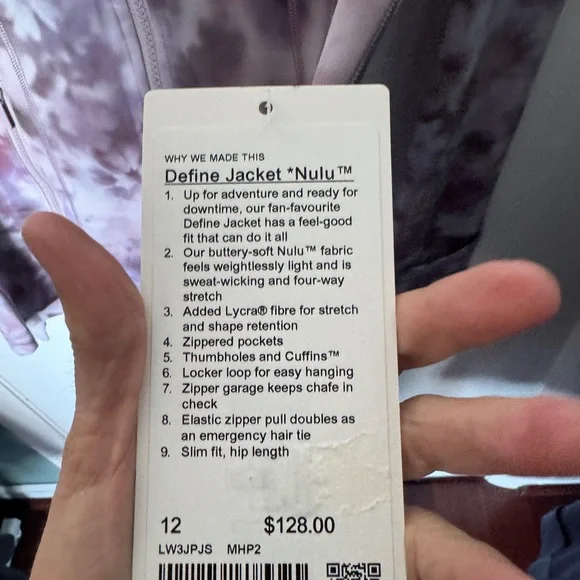 WHY WE MADE THIS
Define Jacket *Nulu™
1. Up for adventure and ready for
downtime, our fan-favourite
Define Jacket has a feel-good
fit that can do it all
2. Our buttery-soft Nulu™ fabric
feels weightlessly light and is
sweat-wicking and four-way
stretch
3. Added Lycra® fibre for stretch
and shape retention
4. Zippered pockets
5. Thumbholes and Cuffins™
6. Locker loop for easy hanging
7. Zipper garage keeps chafe in
check
8. Elastic zipper pull doubles as
an emergency hair tie
9. Slim fit, hip length
12 $128.00
LW3JPJS MHP2